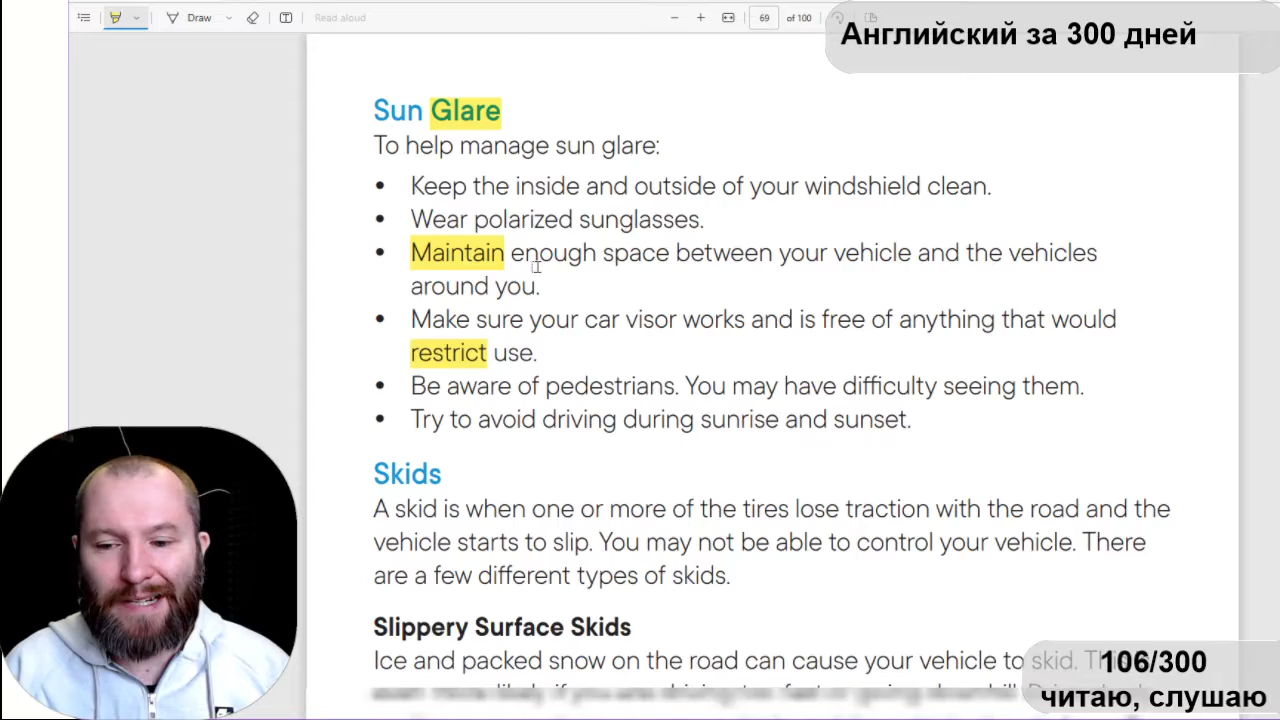 Draw
Read aloud
69 of 100
Английский за 300 дней
Sun Glare
To help manage sun glare:
• Keep the inside and outside of your windshield clean.
• Wear polarized sunglasses.
• Maintain enough space between your vehicle and the vehicles
around you.
• Make sure your car visor works and is free of anything that would
restrict use.
• Be aware of pedestrians. You may have difficulty seeing them.
• Try to avoid driving during sunrise and sunset.
Skids
A skid is when one or more of the tires lose traction with the road and the
vehicle starts to slip. You may not be able to control your vehicle. There
are a few different types of skids.
Slippery Surface Skids
Ice and packed snow on the road can cause your vehicle to skid.
106/300
читаю, слушаю